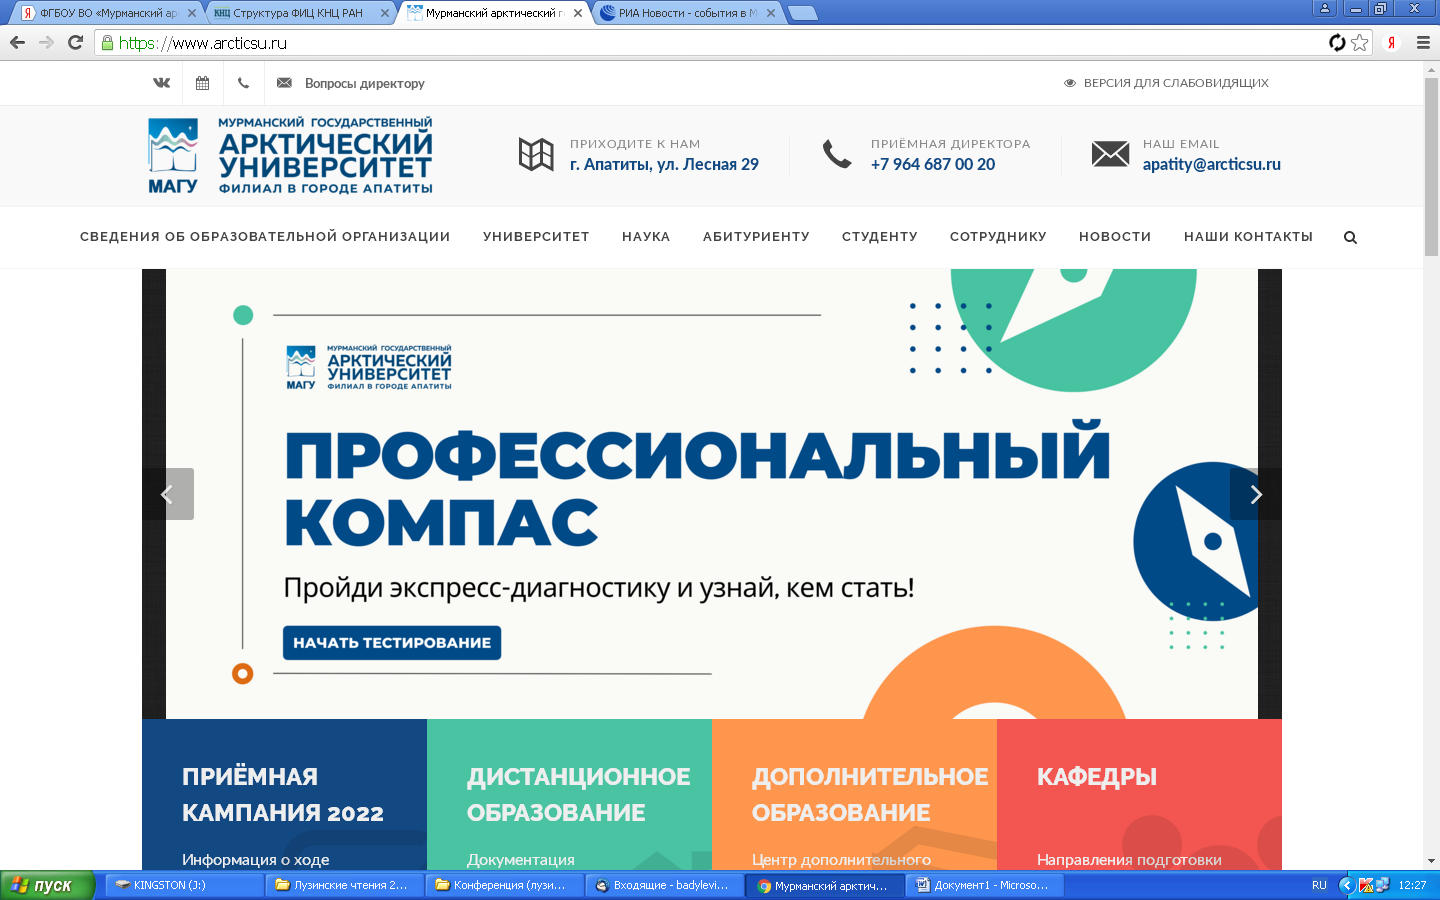 ФГБОУ ВО «Мурманский ар
Структура ФИЦ КНЦ РАН
Мурманский арктический г
РИА Новости - события в М
https://www.arcticsu.ru
Вопросы директору
ВЕРСИЯ ДЛЯ СЛАБОВИДЯЩИХ
МУРМАНСКИЙ ГОСУДАРСТВЕННЫЙ
АРКТИЧЕСКИЙ
УНИВЕРСИТЕТ
МАГУ
ФИЛИАЛ В ГОРОДЕ АПАТИТЫ
ПРИХОДИТЕ К НАМ
г. Апатиты, ул. Лесная 29
ПРИЁМНАЯ ДИРЕКТОРА
+7 964 687 00 20
НАШ EMAIL
apatity@arcticsu.ru
СВЕДЕНИЯ ОБ ОБРАЗОВАТЕЛЬНОЙ ОРГАНИЗАЦИИ
УНИВЕРСИТЕТ
НАУКА
АБИТУРИЕНТУ
СТУДЕНТУ
СОТРУДНИКУ
НОВОСТИ
НАШИ КОНТАКТЫ
МУРМАНСКИЙ ГОСУДАРСТВЕННЫЙ
АРКТИЧЕСКИЙ
УНИВЕРСИТЕТ
МАГУ
ФИЛИАЛ В ГОРОДЕ АПАТИТЫ
ПРОФЕССИОНАЛЬНЫЙ
КОМПАС
Пройди экспресс-диагностику и узнай, кем стать!
НАЧАТЬ ТЕСТИРОВАНИЕ
ПРИЁМНАЯ
КАМПАНИЯ 2022
Информация о ходе
ДИСТАНЦИОННОЕ
ОБРАЗОВАНИЕ
Документация
ДОПОЛНИТЕЛЬНОЕ
ОБРАЗОВАНИЕ
Центр дополнительного
КАФЕДРЫ
Направления подготовки
пуск
KINGSTON (J:)
Лузинские чтения 2...
Конференция (лузи...
Входящие - badylevi...
Мурманский арктич...
Документ1 - Microso...
RU
12:27